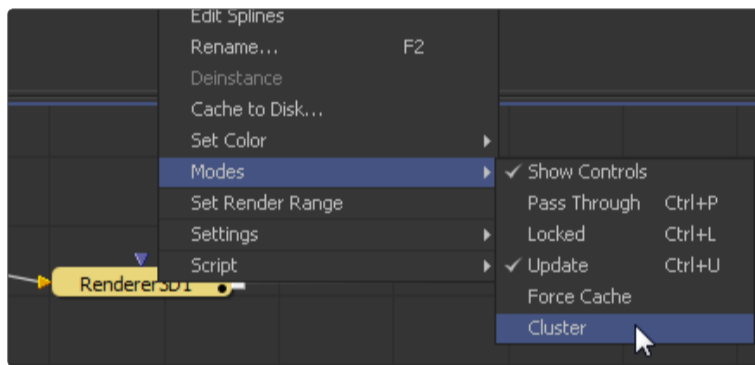 Edit Splines
Rename... F2
Deinstance
Cache to Disk...
Set Color
Modes
Set Render Range
Settings
Script
Show Controls
Pass Through Ctrl+P
Locked Ctrl+L
Update Ctrl+U
Force Cache
Cluster
Renderer3D1